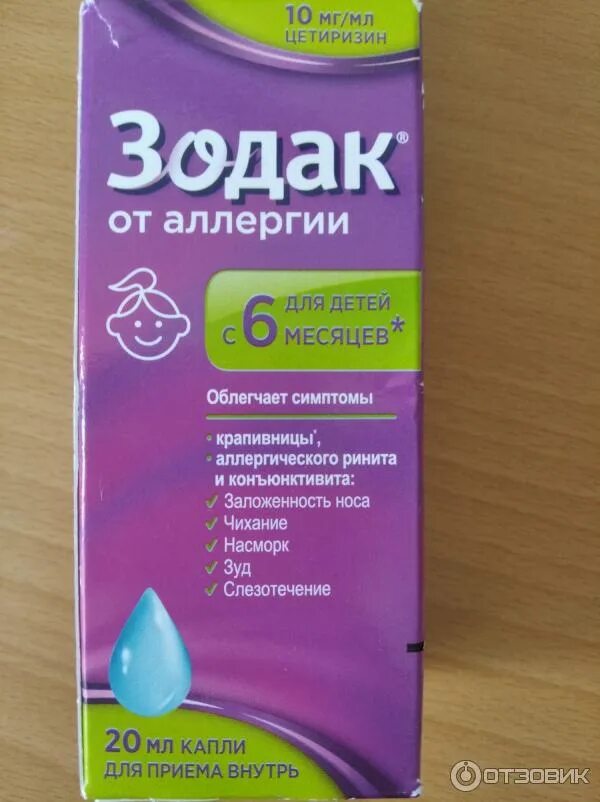 10 мг/мл
ЦЕТИРИЗИН
Зодак®
от аллергии
ДЛЯ ДЕТЕЙ
с 6 МЕСЯЦЕВ*
Облегчает симптомы
• крапивницы*,
• аллергического ринита
и конъюнктивита:
✓ Заложенность носа
✓ Чихание
✓ Насморк
✓ Зуд
✓ Слезотечение
20 мл КАПЛИ
ДЛЯ ПРИЕМА ВНУТРЬ
ОТЗОВИК